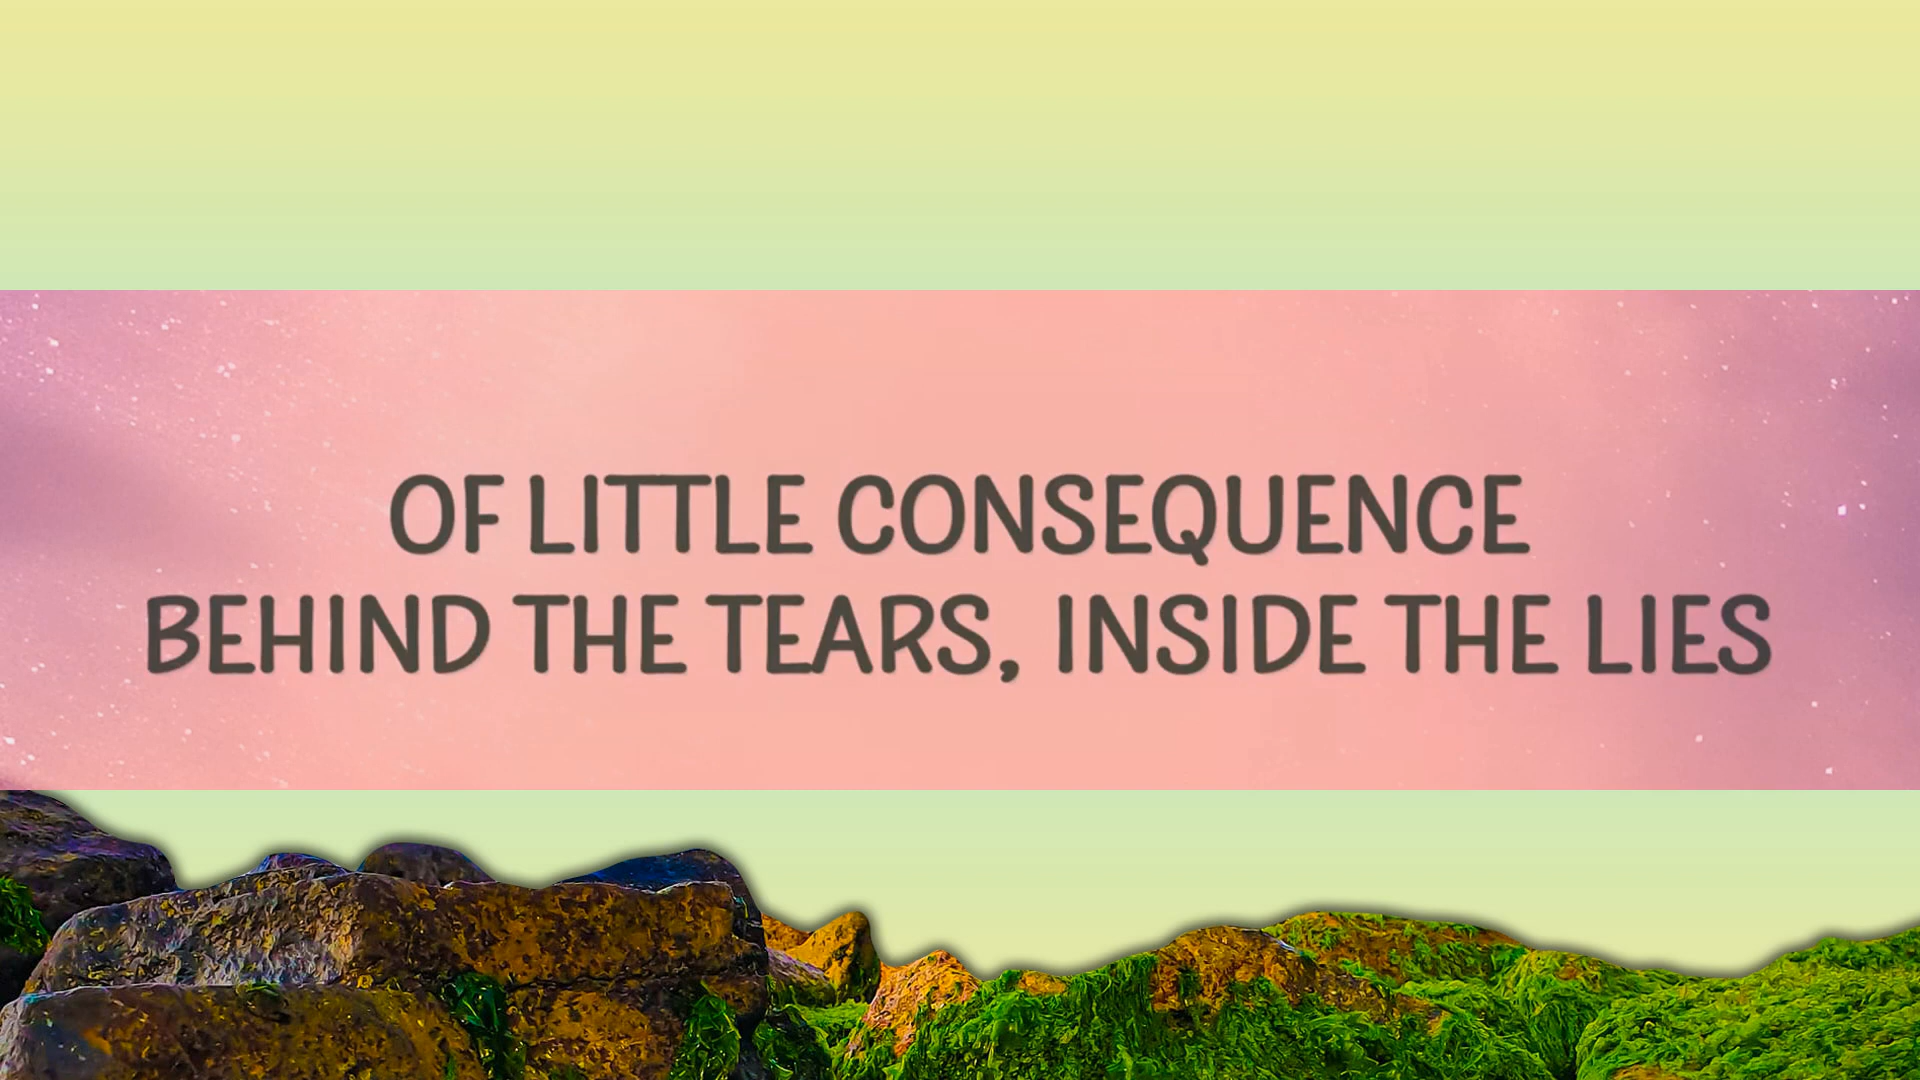 OF LITTLE CONSEQUENCE
BEHIND THE TEARS, INSIDE THE LIES